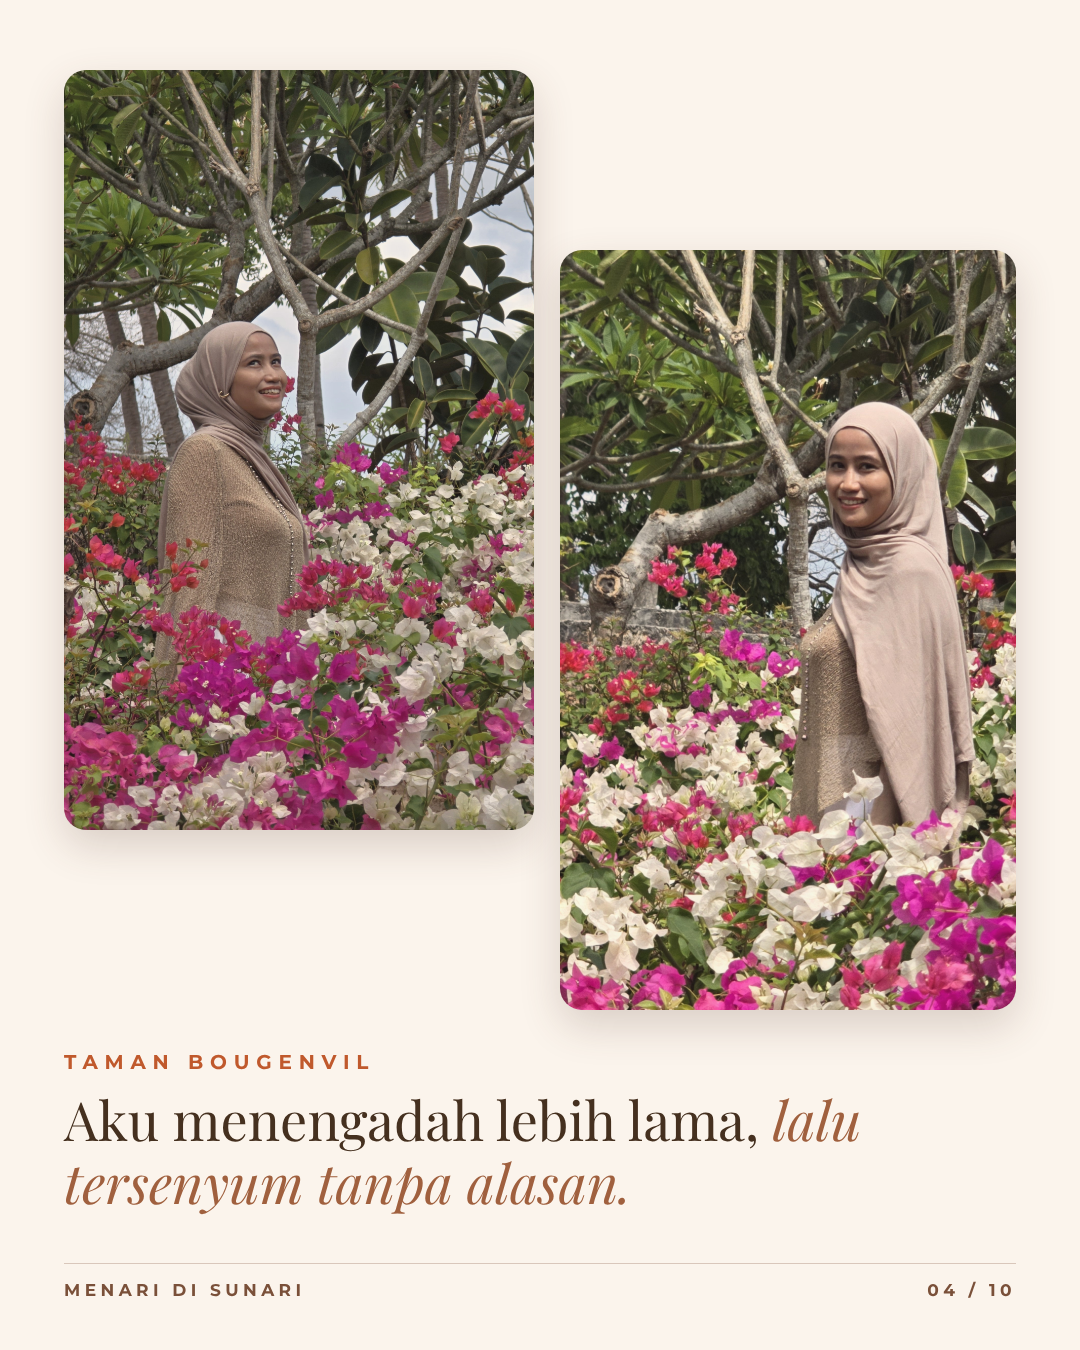 TAMAN BOUGENVIL
Aku menengadah lebih lama, lalu
tersenyum tanpa alasan.
MENARI DI SUNARI
04 / 10